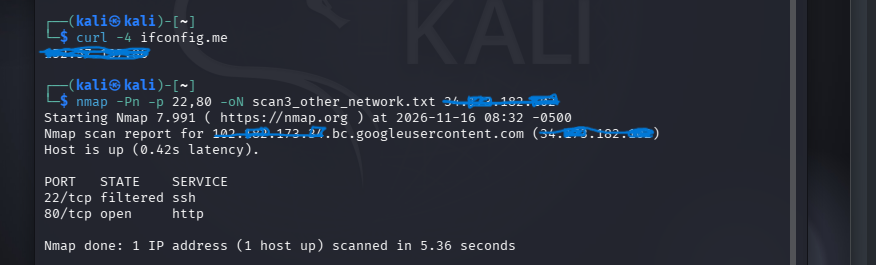 ┌──(kali㉿kali)-[~]
└─$ curl -4 ifconfig.me
┌──(kali㉿kali)-[~]
└─$ nmap -Pn -p 22,80 -oN scan3_other_network.txt
Starting Nmap 7.991 ( https://nmap.org ) at 2026-11-16 08:32 -0500
Nmap scan report for .bc.googleusercontent.com ( )
Host is up (0.42s latency).
PORT   STATE    SERVICE
22/tcp filtered ssh
80/tcp open     http
Nmap done: 1 IP address (1 host up) scanned in 5.36 seconds
KALI